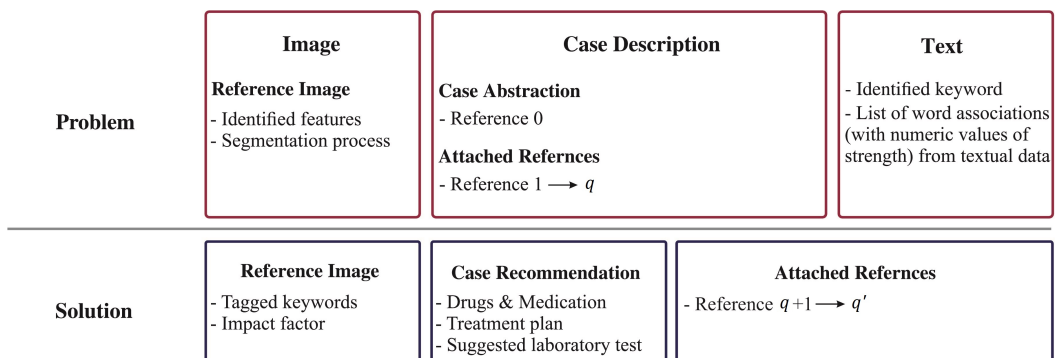 Problem
Image
Reference Image
- Identified features
- Segmentation process
Case Description
Case Abstraction
- Reference 0
Attached Refernces
- Reference 1 → q
Text
- Identified keyword
- List of word associations
(with numeric values of
strength) from textual data
Solution
Reference Image
- Tagged keywords
- Impact factor
Case Recommendation
- Drugs & Medication
- Treatment plan
- Suggested laboratory test
Attached Refernces
- Reference q +1 → q′